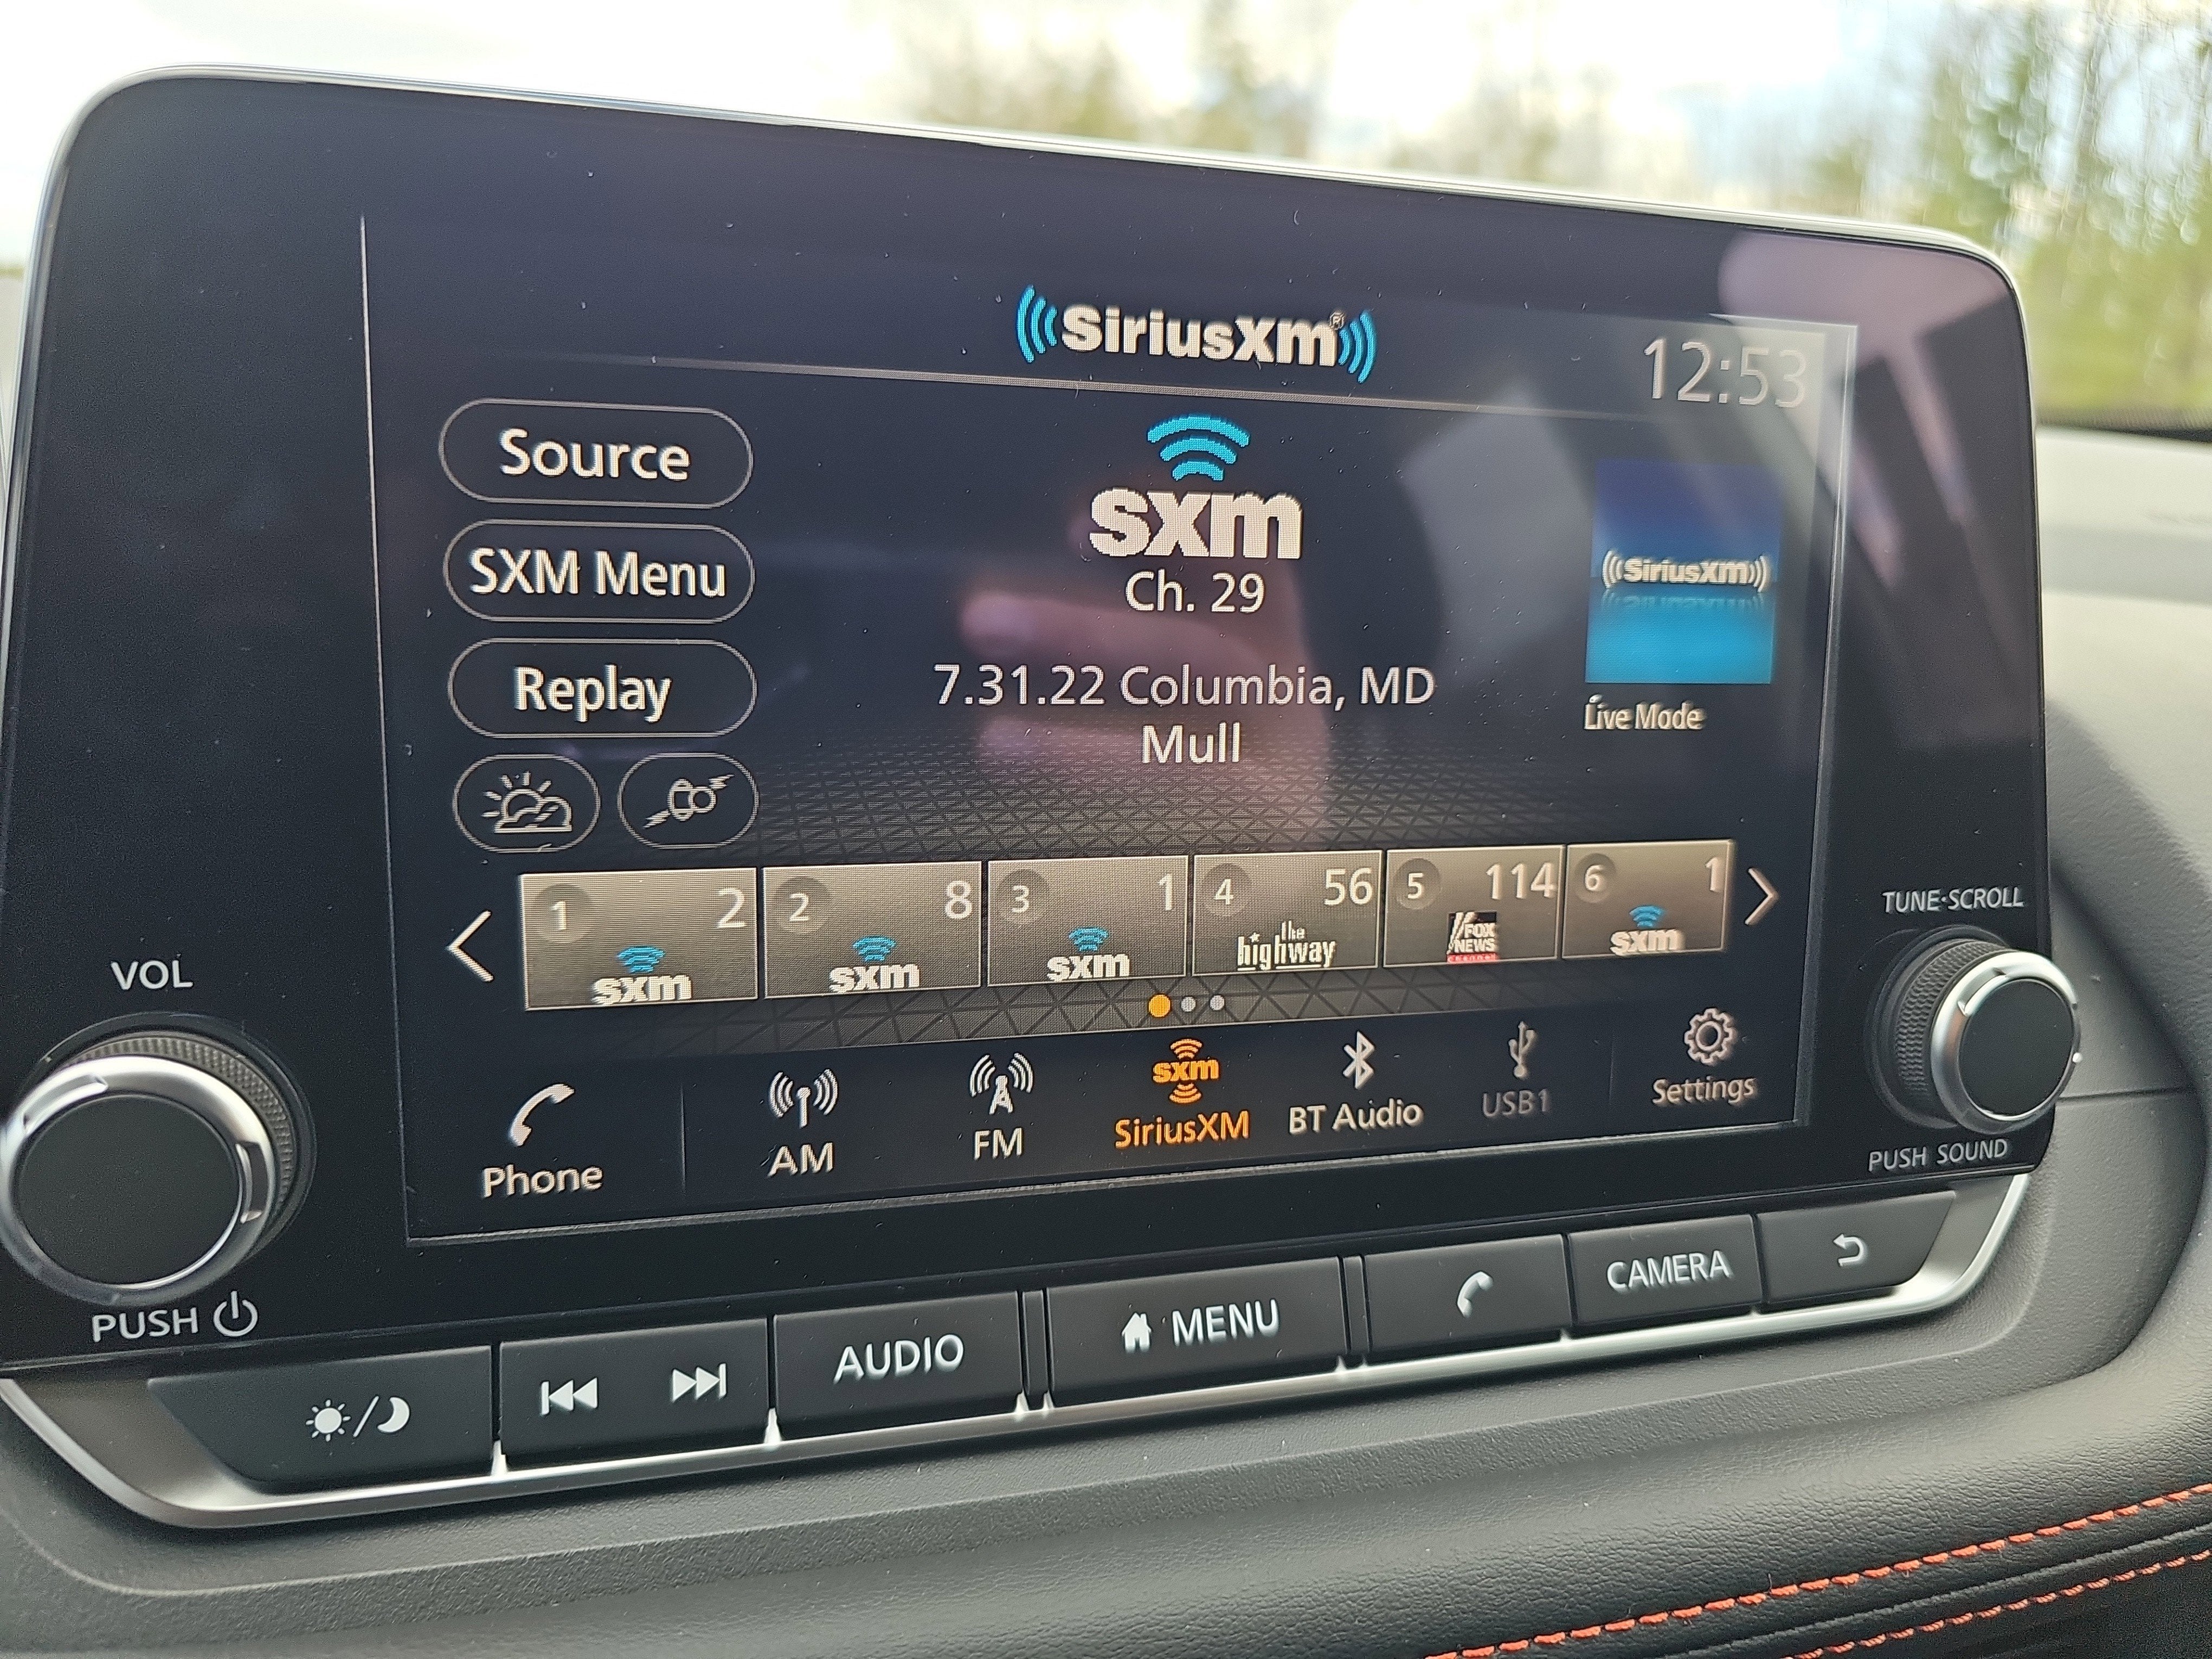 SiriusXM®
12:53
Source
SXM Menu
Replay
sxm
Ch. 29
7.31.22 Columbia, MD
Mull
SiriusXM
Live Mode
1 2 sxm
2 8 sxm
3 1 sxm
4 56 the highway
5 114 FOX NEWS channel
6 1 sxm
Phone
AM
FM
sxm
SiriusXM
BT Audio
USB1
Settings
VOL
PUSH
TUNE·SCROLL
PUSH SOUND
AUDIO
MENU
CAMERA